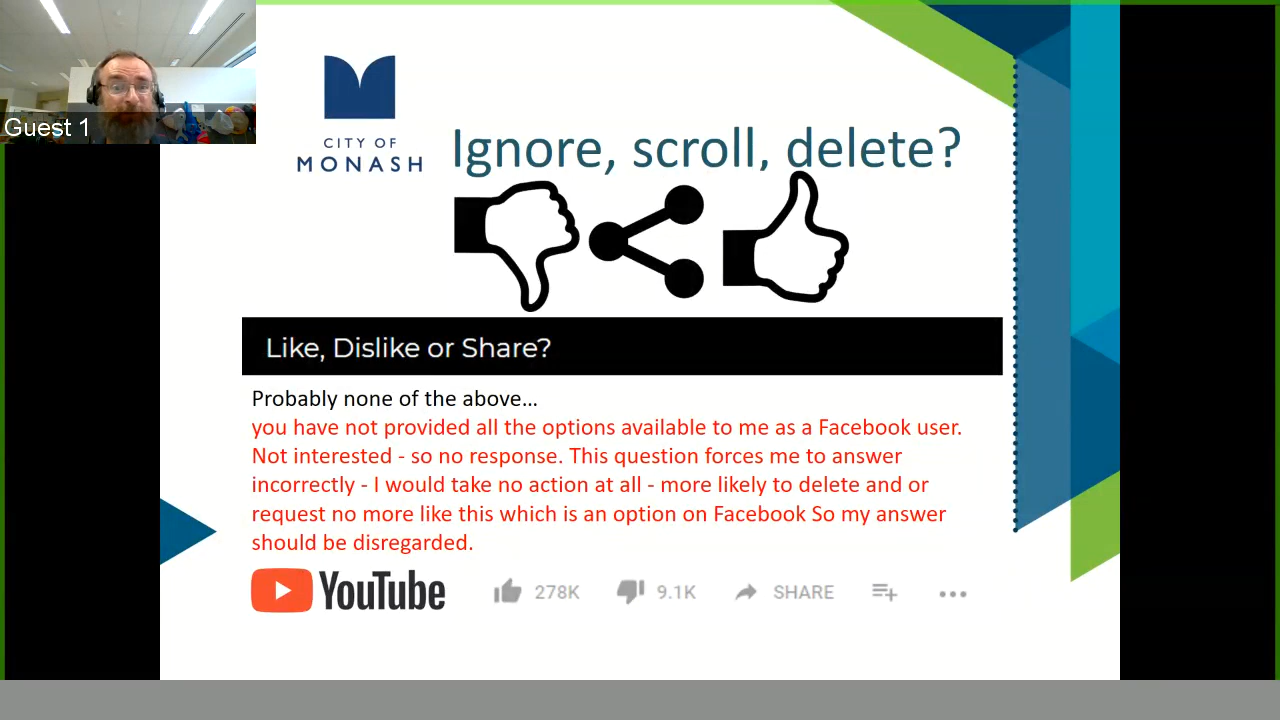 Guest 1
CITY OF
MONASH
Ignore, scroll, delete?
Like, Dislike or Share?
Probably none of the above...
you have not provided all the options available to me as a Facebook user.
Not interested - so no response. This question forces me to answer
incorrectly - I would take no action at all - more likely to delete and or
request no more like this which is an option on Facebook So my answer
should be disregarded.
YouTube 278K 9.1K SHARE